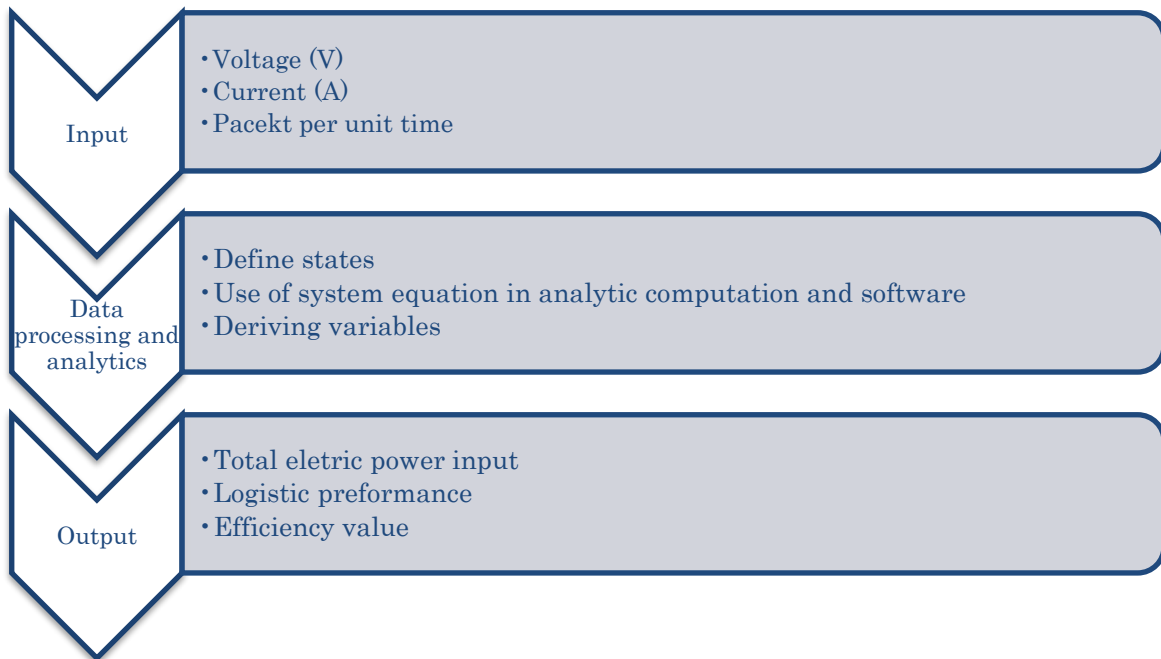 Input
•Voltage (V)
•Current (A)
•Pacekt per unit time
Data
processing and
analytics
•Define states
•Use of system equation in analytic computation and software
•Deriving variables
Output
•Total eletric power input
•Logistic preformance
•Efficiency value